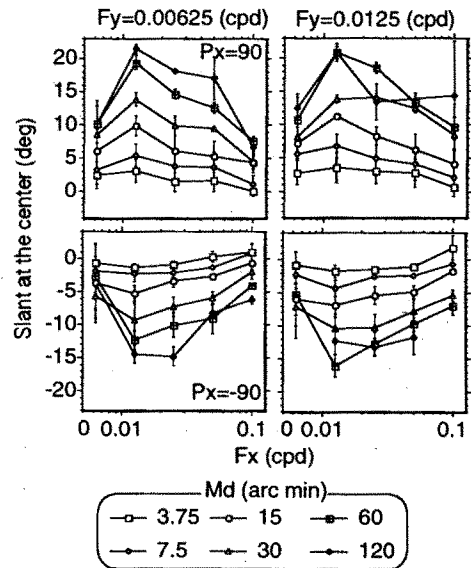 Fy=0.00625 (cpd) Fy=0.0125 (cpd)
Px=90
20
15
10
5
0
Slant at the center (deg)
0
-5
-10
-15
-20
Px=-90
0 0.01 0.1 0 0.01 0.1
Fx (cpd)
Md (arc min)
3.75 15 60
7.5 30 120